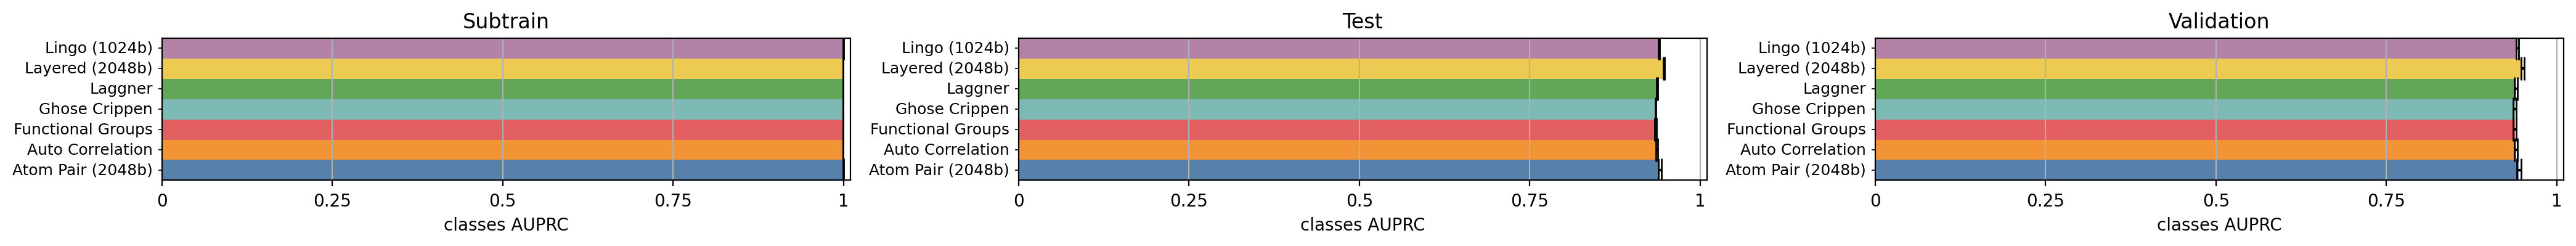 Subtrain
Lingo (1024b)
Layered (2048b)
Laggner
Ghose Crippen
Functional Groups
Auto Correlation
Atom Pair (2048b)
0 0.25 0.5 0.75 1
classes AUPRC
Test
Lingo (1024b)
Layered (2048b)
Laggner
Ghose Crippen
Functional Groups
Auto Correlation
Atom Pair (2048b)
0 0.25 0.5 0.75 1
classes AUPRC
Validation
Lingo (1024b)
Layered (2048b)
Laggner
Ghose Crippen
Functional Groups
Auto Correlation
Atom Pair (2048b)
0 0.25 0.5 0.75 1
classes AUPRC